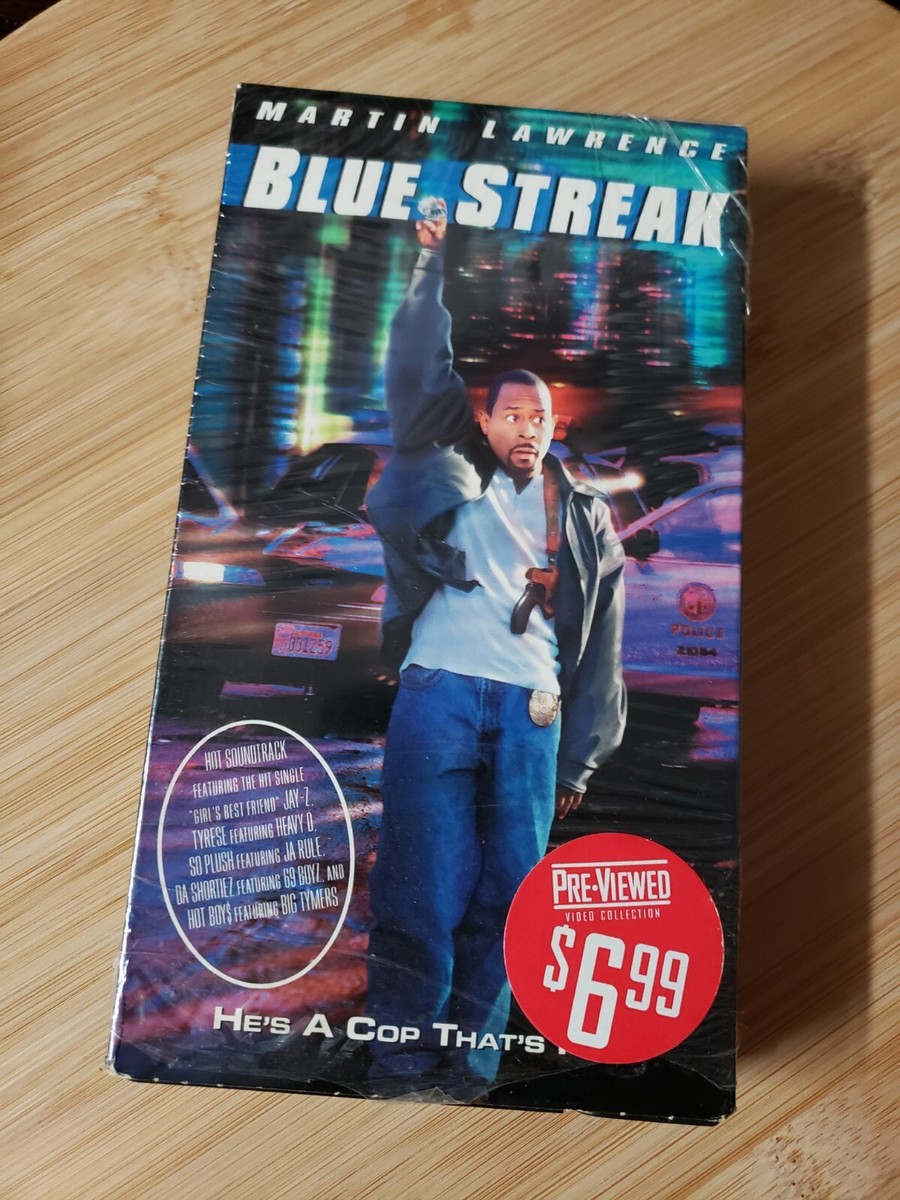 MARTIN LAWRENCE
BLUE STREAK
POLICE
HOT SOUNDTRACK
FEATURING THE HIT SINGLE
"GIRL'S BEST FRIEND" JAY-Z.
TYRESE FEATURING HEAVY D.
SO PLUSH FEATURING JA RULE.
DA SHORTIEZ FEATURING 69 BOYZ, AND
HOT BOY$ FEATURING BIG TYMERS
PRE-VIEWED
VIDEO COLLECTION
$6.99
HE'S A COP THAT'S